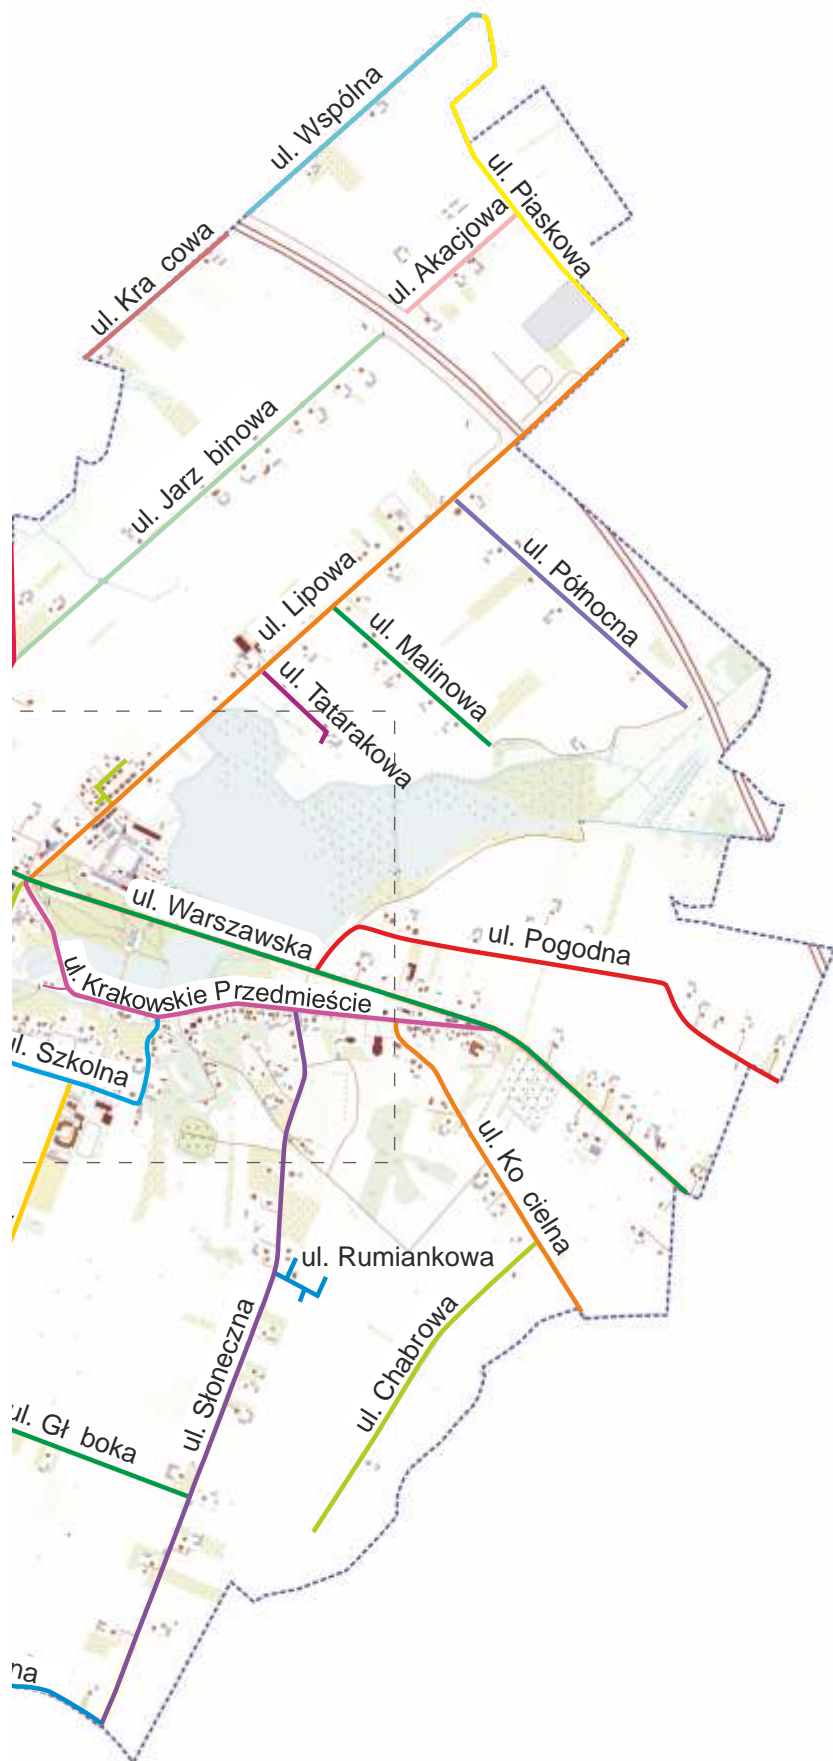 ul. Wspólna
ul. Piaskowa
ul. Akacjowa
ul. Kra cowa
ul. Jarz binowa
ul. Lipowa
ul. Północna
ul. Malinowa
ul. Tatarakowa
ul. Warszawska
ul. Pogodna
ul. Krakowskie Przedmieście
ul. Szkolna
ul. Ko cielna
ul. Rumiankowa
ul. Słoneczna
ul. Chabrowa
ul. Gł boka
na